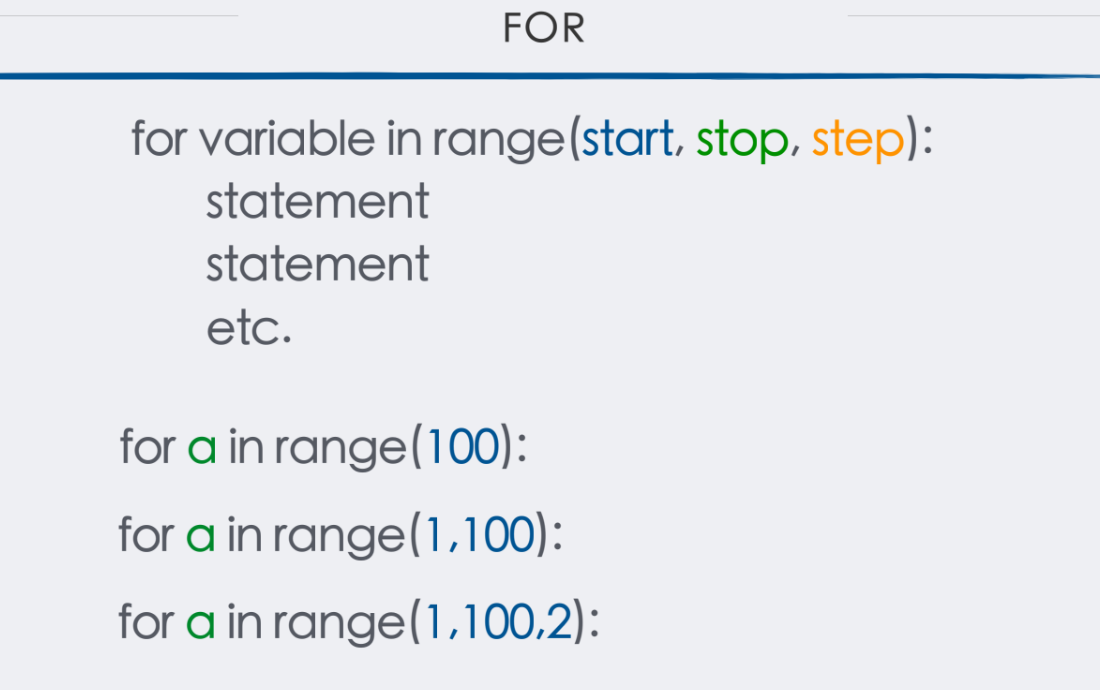 FOR
for variable in range(start, stop, step):
statement
statement
etc.
for a in range(100):
for a in range(1,100):
for a in range(1,100,2):